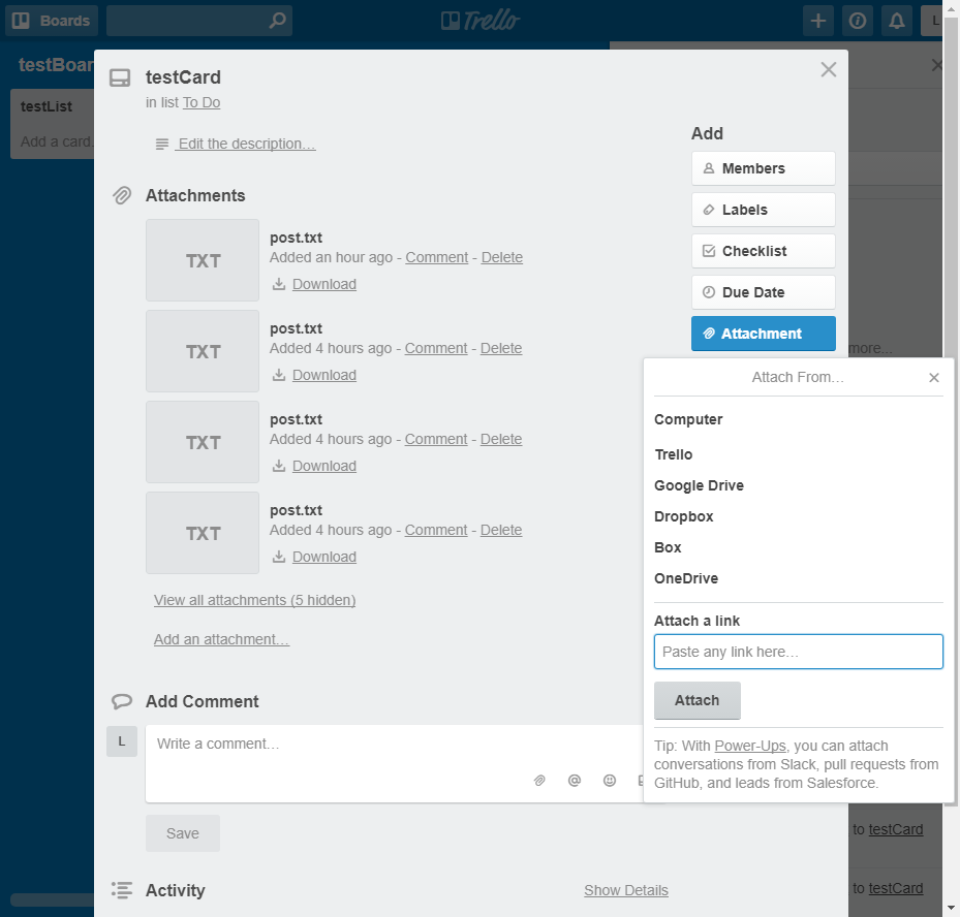 Boards
Trello
L
testBoar
testList
Add a card.
testCard
in list To Do
Edit the description…
Attachments
TXT
post.txt
Added an hour ago - Comment - Delete
Download
TXT
post.txt
Added 4 hours ago - Comment - Delete
Download
TXT
post.txt
Added 4 hours ago - Comment - Delete
Download
TXT
post.txt
Added 4 hours ago - Comment - Delete
Download
View all attachments (5 hidden)
Add an attachment…
Add Comment
L
Write a comment…
Save
Activity
Show Details
Add
Members
Labels
Checklist
Due Date
Attachment
more...
Attach From…
Computer
Trello
Google Drive
Dropbox
Box
OneDrive
Attach a link
Paste any link here…
Attach
Tip: With Power-Ups, you can attach
conversations from Slack, pull requests from
GitHub, and leads from Salesforce.
to testCard
to testCard